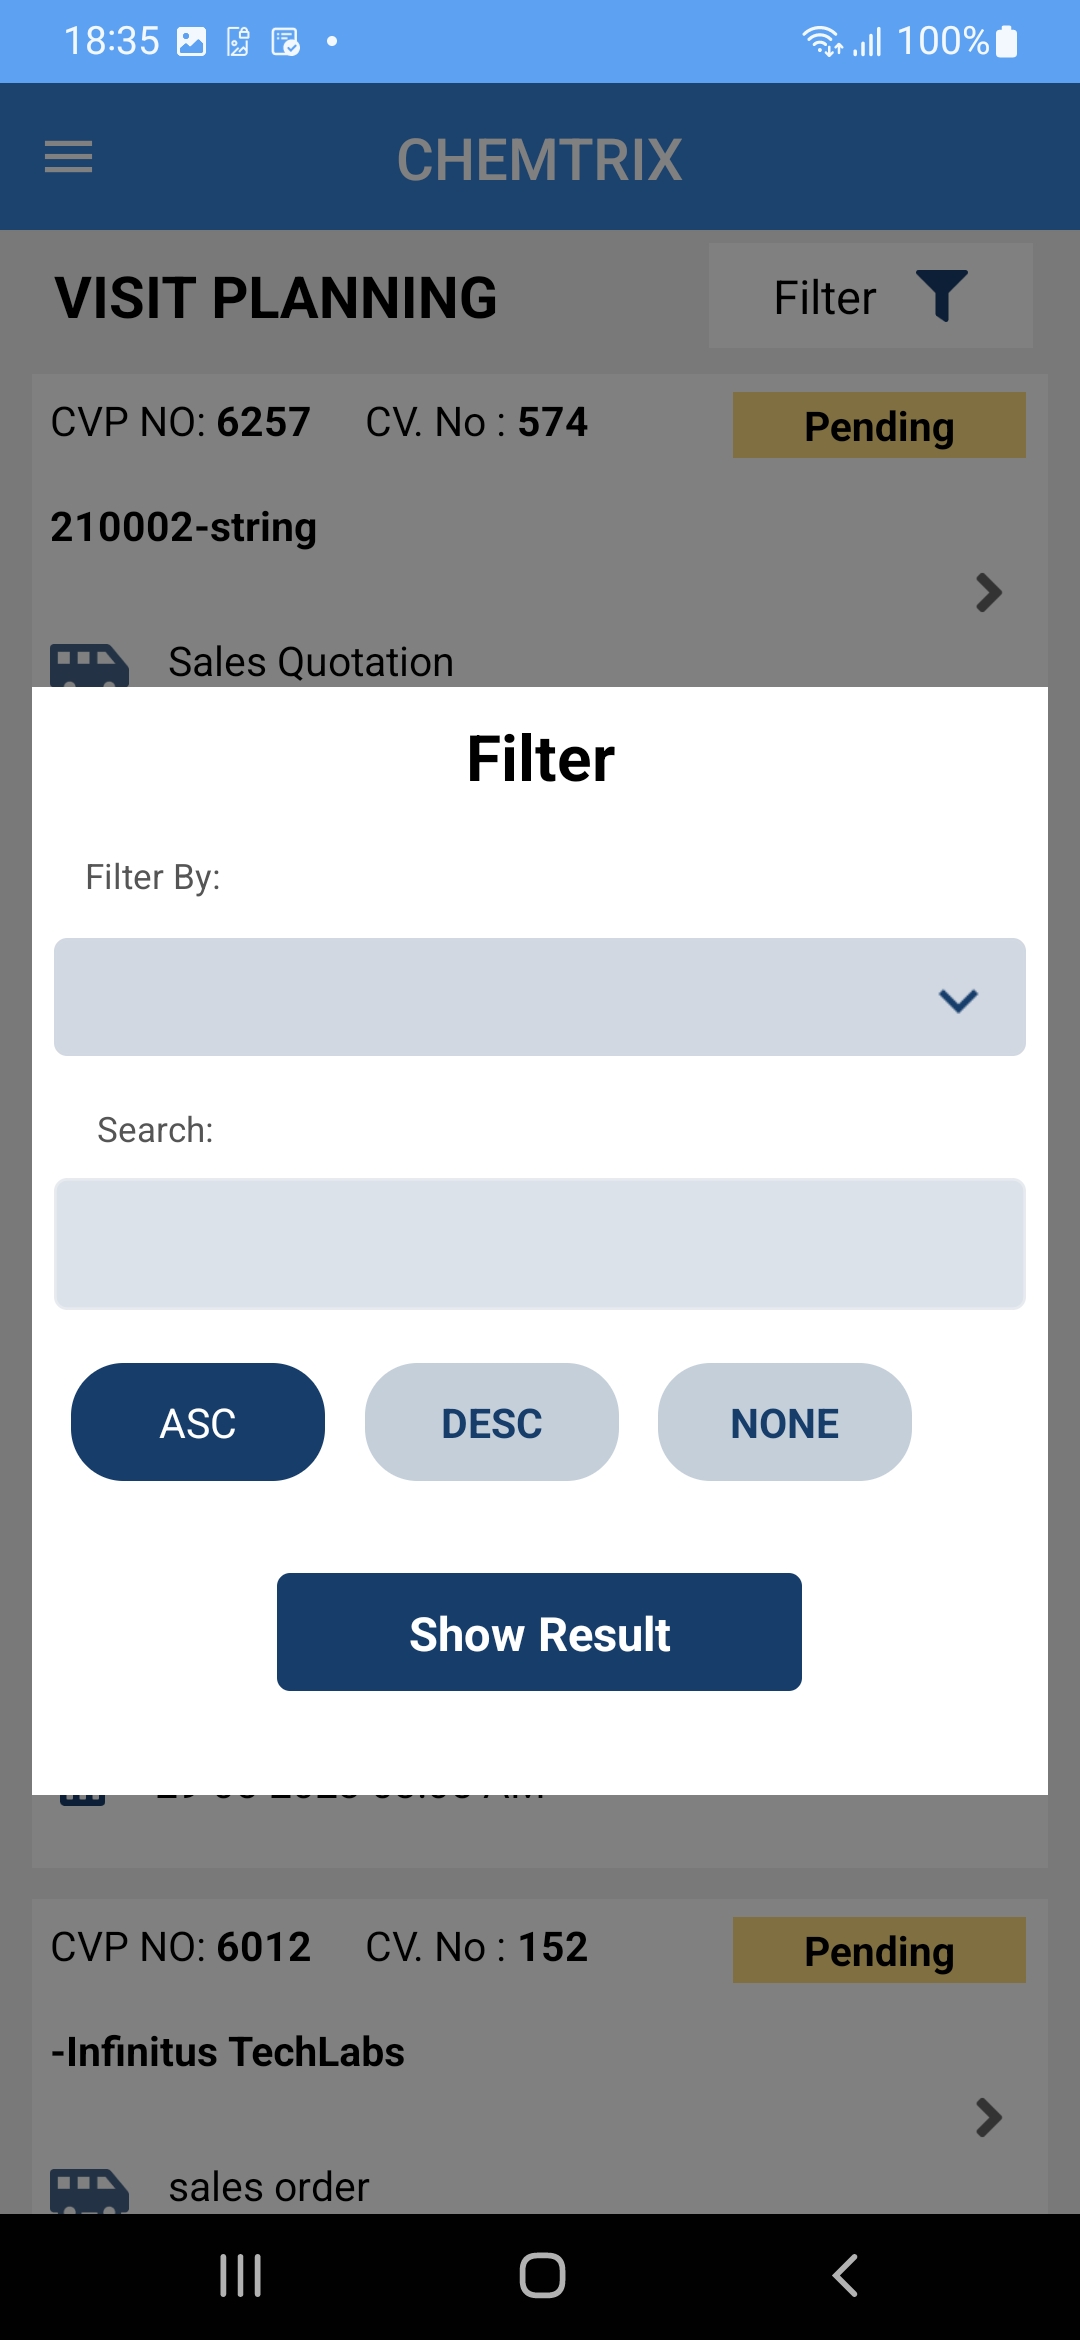 18:35 100%
CHEMTRIX
VISIT PLANNING Filter
CVP NO: 6257 CV. No : 574 Pending
210002-string
Sales Quotation
Filter
Filter By:
Search:
ASC DESC NONE
Show Result
CVP NO: 6012 CV. No : 152 Pending
-Infinitus TechLabs
sales order